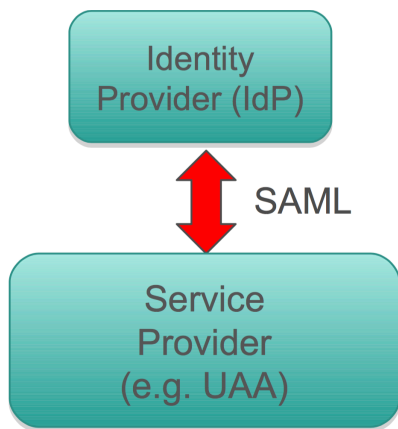 Identity
Provider (IdP)
SAML
Service
Provider
(e.g. UAA)